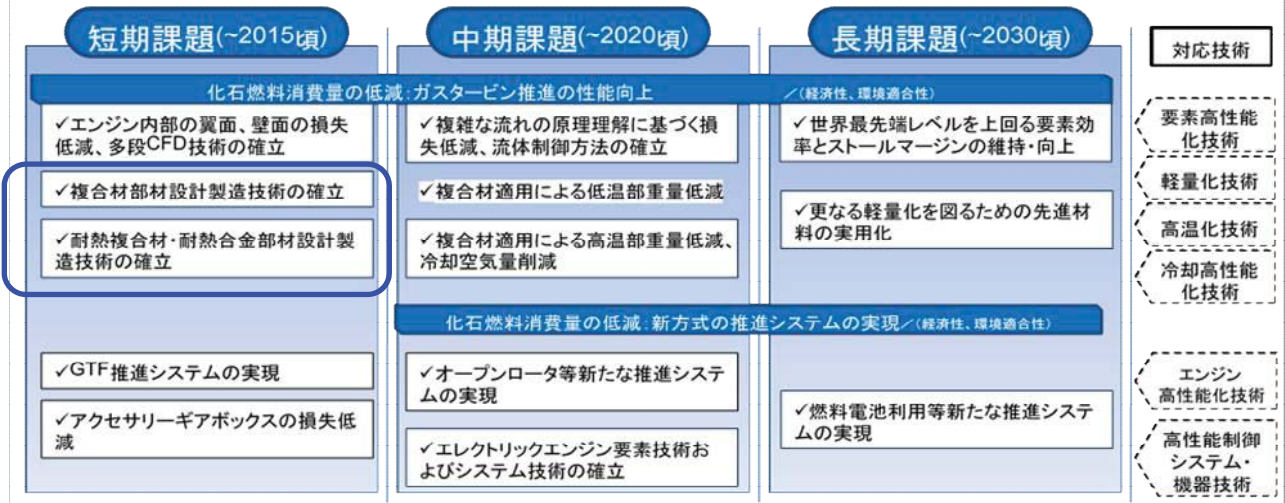 短期課題(~2015頃)
中期課題(~2020頃)
長期課題(~2030頃)
対応技術
化石燃料消費量の低減:ガスタービン推進の性能向上 /(経済性、環境適合性)
✓エンジン内部の翼面、壁面の損失
低減、多段CFD技術の確立
✓複合材部材設計製造技術の確立
✓耐熱複合材・耐熱合金部材設計製
造技術の確立
✓複雑な流れの原理理解に基づく損
失低減、流体制御方法の確立
✓複合材適用による低温部重量低減
✓複合材適用による高温部重量低減、
冷却空気量削減
✓世界最先端レベルを上回る要素効
率とストールマージンの維持・向上
✓更なる軽量化を図るための先進材
料の実用化
要素高性能
化技術
軽量化技術
高温化技術
冷却高性能
化技術
化石燃料消費量の低減:新方式の推進システムの実現/(経済性、環境適合性)
✓GTF推進システムの実現
✓アクセサリーギアボックスの損失低
減
✓オープンロータ等新たな推進システ
ムの実現
✓エレクトリックエンジン要素技術お
よびシステム技術の確立
✓燃料電池利用等新たな推進システ
ムの実現
エンジン
高性能化技術
高性能制御
システム・
機器技術